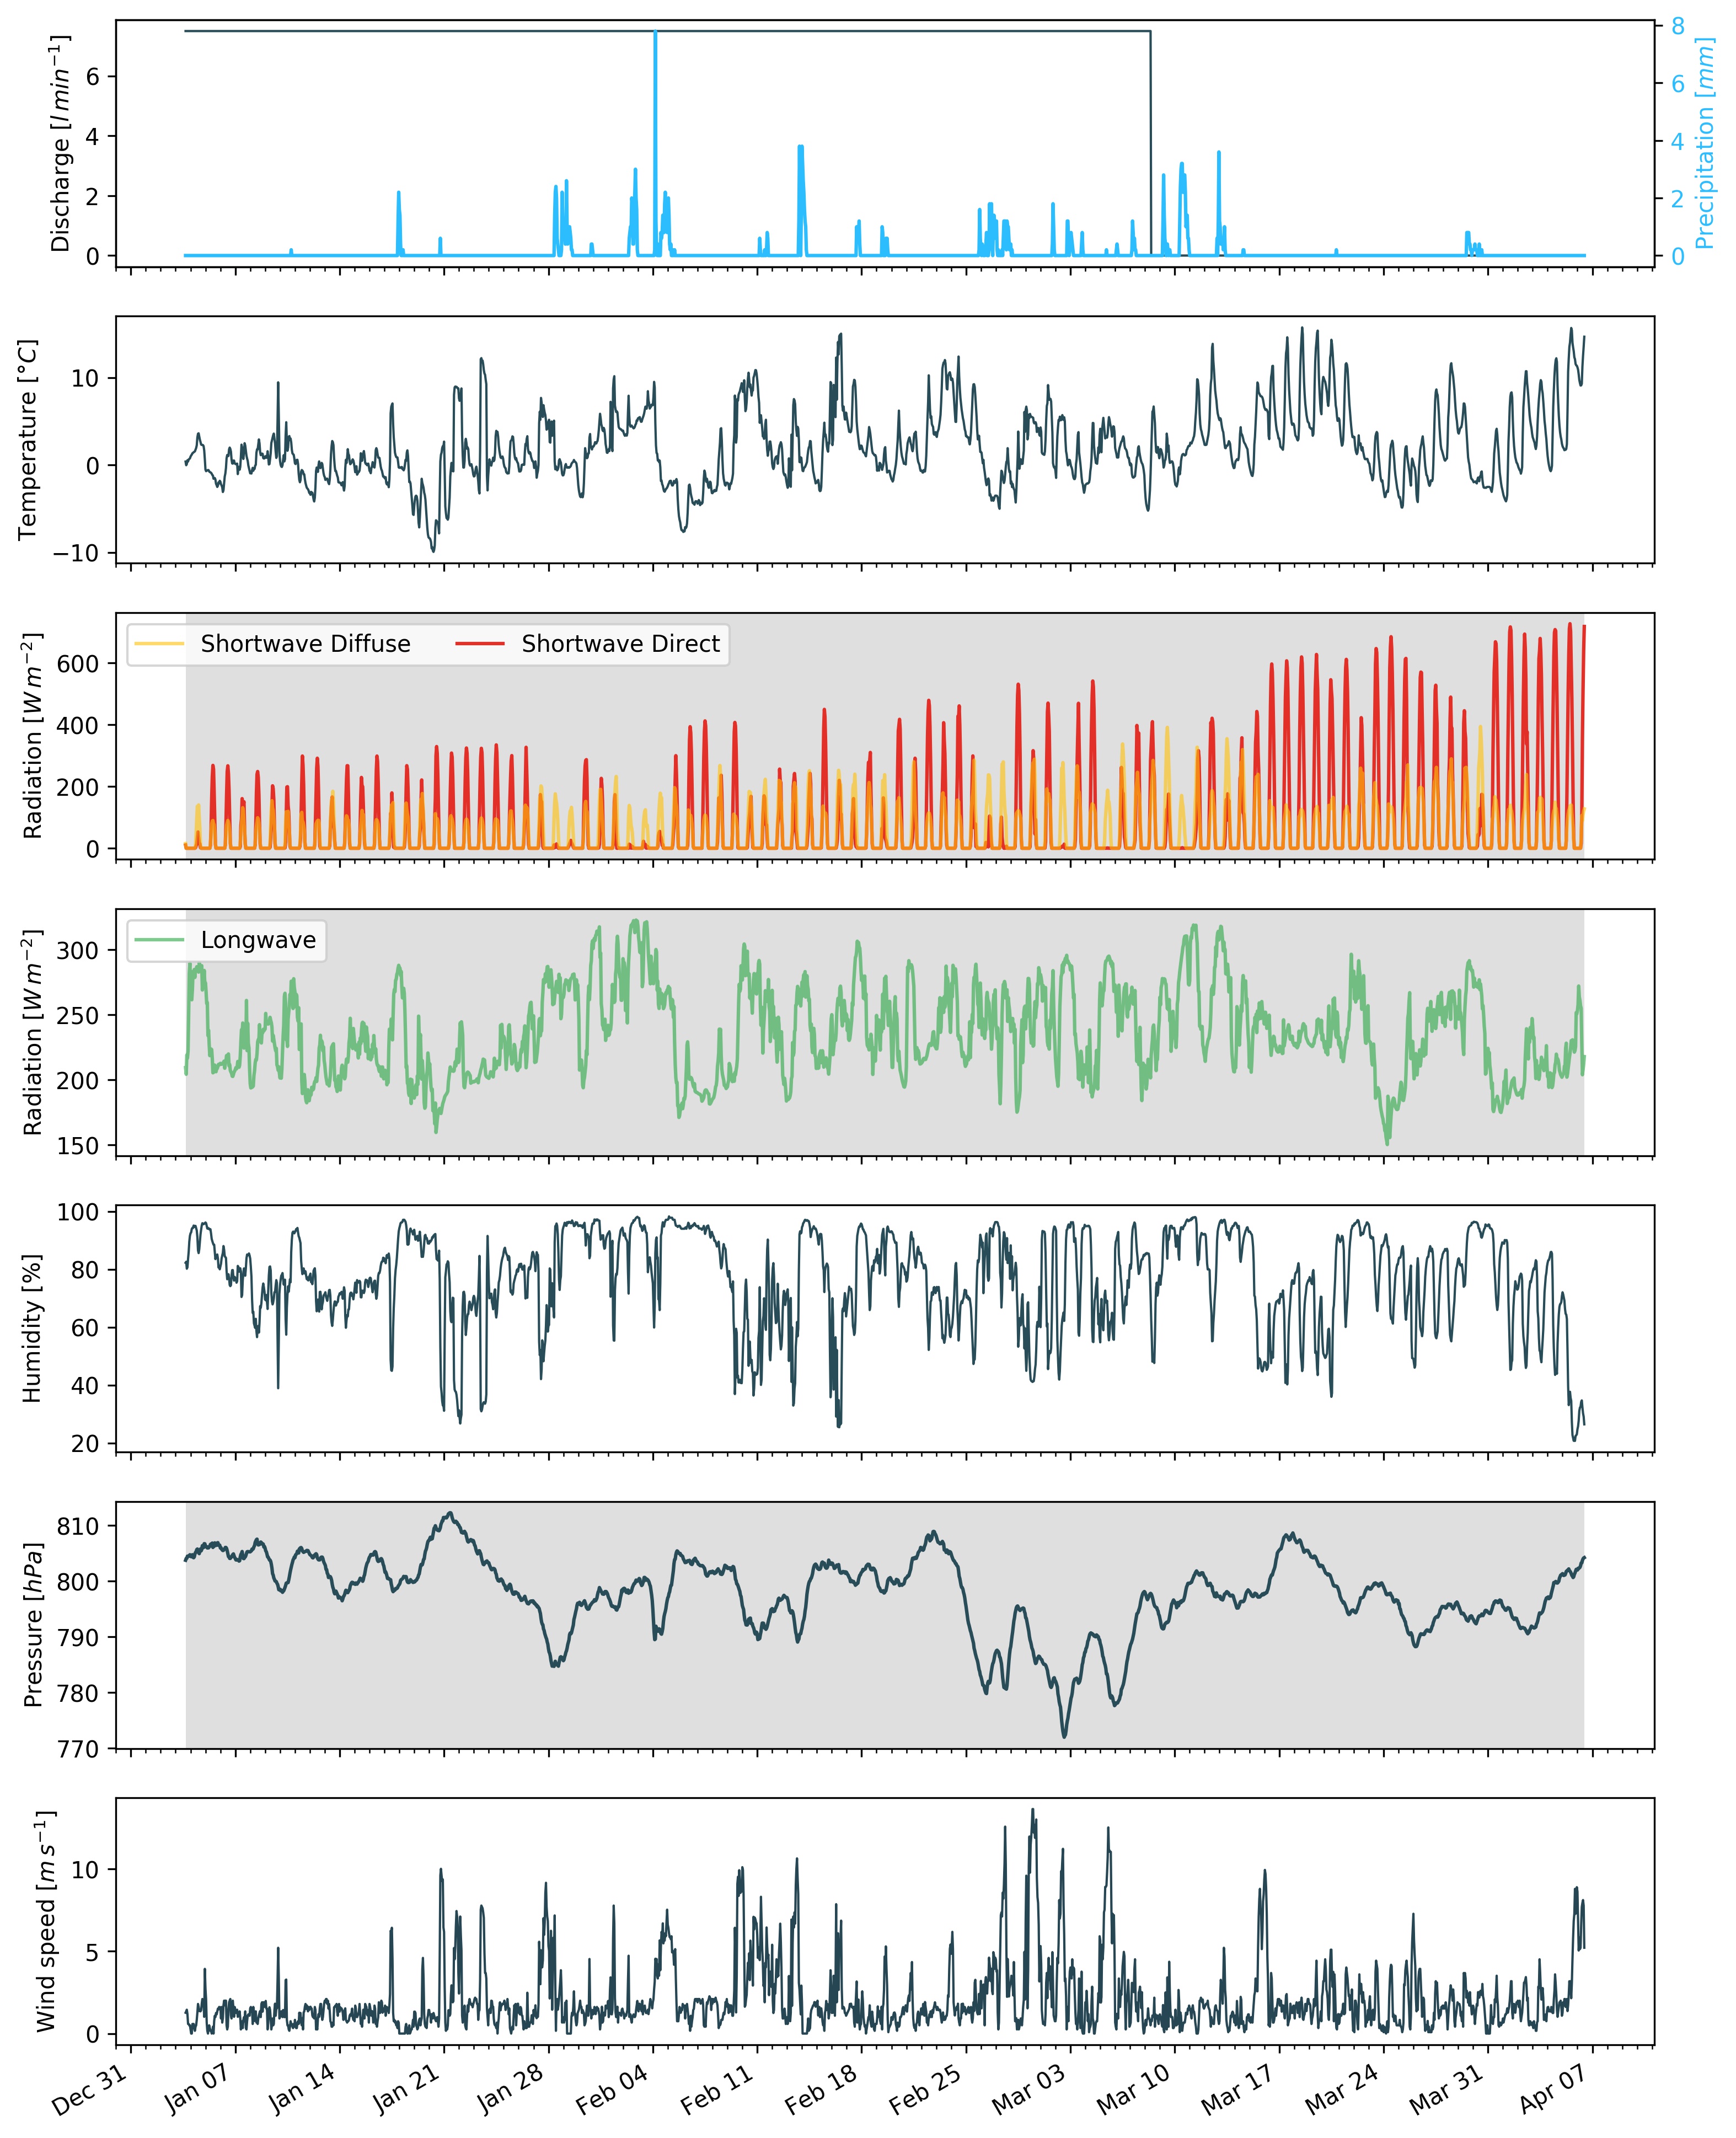 Discharge [l min⁻¹]
0
2
4
6
Precipitation [mm]
0
2
4
6
8
Temperature [°C]
−10
0
10
Radiation [W m⁻²]
0
200
400
600
Shortwave Diffuse
Shortwave Direct
Radiation [W m⁻²]
150
200
250
300
Longwave
Humidity [%]
20
40
60
80
100
Pressure [hPa]
770
780
790
800
810
Wind speed [m s⁻¹]
0
5
10
Dec 31
Jan 07
Jan 14
Jan 21
Jan 28
Feb 04
Feb 11
Feb 18
Feb 25
Mar 03
Mar 10
Mar 17
Mar 24
Mar 31
Apr 07